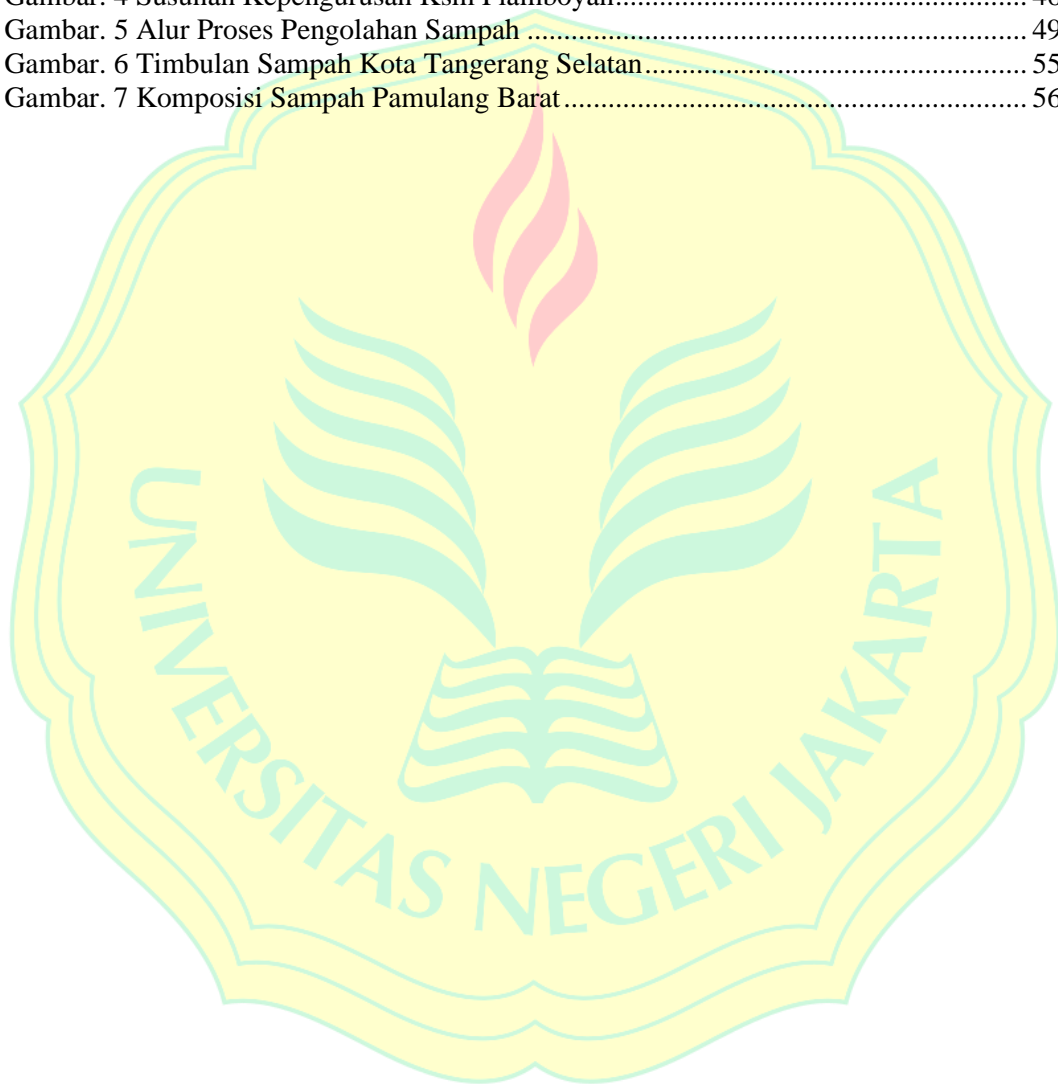 Gambar. 4 Susunan Kepengurusan Ksm Flamboyan
Gambar. 5 Alur Proses Pengolahan Sampah ........ 49
Gambar. 6 Timbulan Sampah Kota Tangerang Selatan ........ 55
Gambar. 7 Komposisi Sampah Pamulang Barat ........ 56
UNIVERSITAS NEGERI JAKARTA